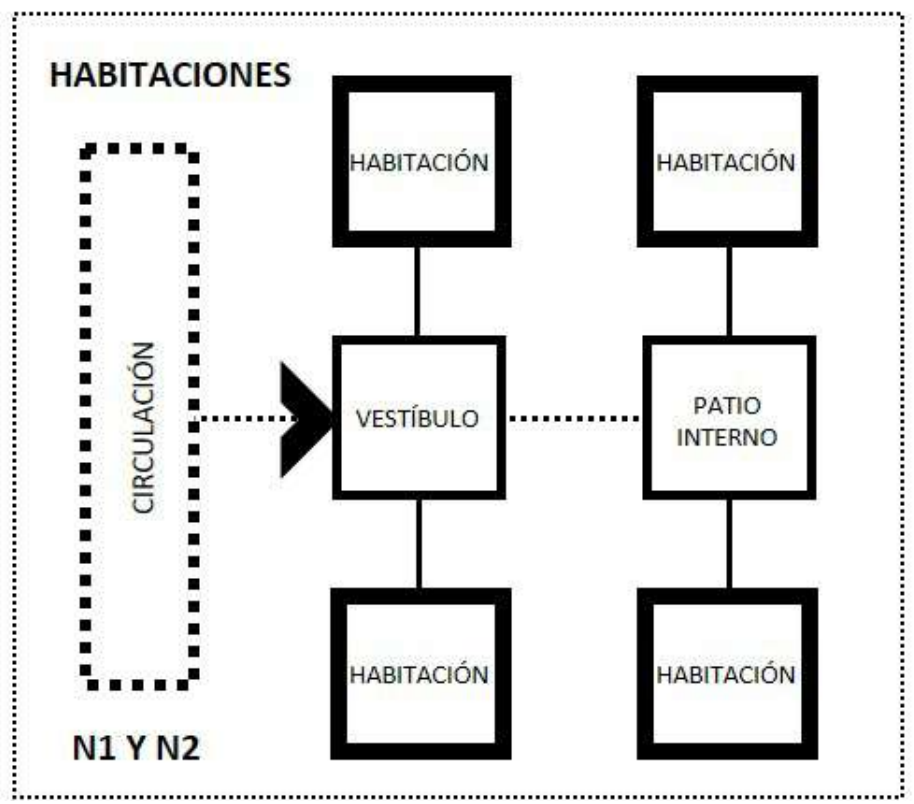 HABITACIONES
HABITACIÓN
HABITACIÓN
CIRCULACIÓN
VESTÍBULO
PATIO
INTERNO
HABITACIÓN
HABITACIÓN
N1 Y N2